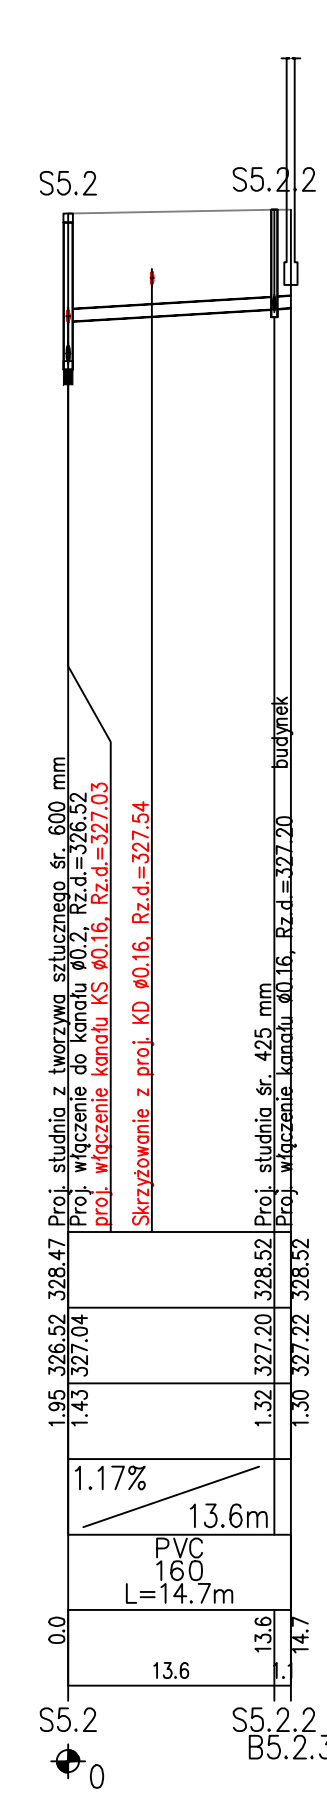 S5.2
S5.2.2
Proj. studnia z tworzywa sztucznego śr. 600 mm
Proj. włączenie do kanału ø0.2, Rz.d.=326.52
proj. włączenie kanału KS ø0.16, Rz.d.=327.03
Skrzyżowanie z proj. KD ø0.16, Rz.d.=327.54
Proj. studnia śr. 425 mm
Proj. włączenie kanału ø0.16, Rz.d.=327.20
budynek
328.47
328.52
328.52
326.52
327.04
327.20
327.22
1.95
1.43
1.32
1.30
1.17%
13.6m
PVC
160
L=14.7m
0.0
13.6
14.7
13.6
S5.2
S5.2.2
B5.2.3
0